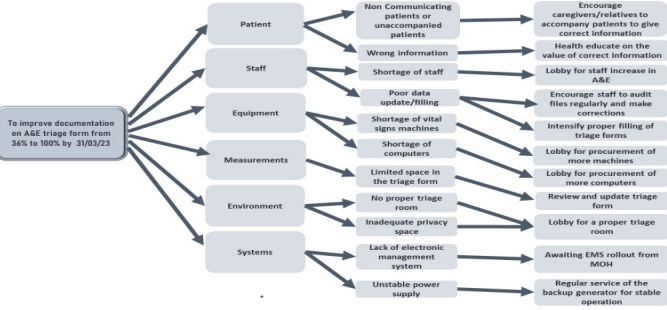 To improve documentation
on A&E triage form from
36% to 100% by 31/03/23
Patient
Staff
Equipment
Measurements
Environment
Systems
Non Communicating
patients or
unaccompanied
patients
Wrong information
Shortage of staff
Poor data
update/filling
Shortage of vital
signs machines
Shortage of
computers
Limited space in
the triage form
No proper triage
room
Inadequate privacy
space
Lack of electronic
management
system
Unstable power
supply
Encourage
caregivers/relatives to
accompany patients to give
correct information
Health educate on the
value of correct information
Lobby for staff increase in
A&E
Encourage staff to audit
files regularly and make
corrections
Intensify proper filling of
triage forms
Lobby for procurement of
more machines
Lobby for procurement of
more computers
Review and update triage
form
Lobby for a proper triage
room
Awaiting EMS rollout from
MOH
Regular service of the
backup generator for stable
operation